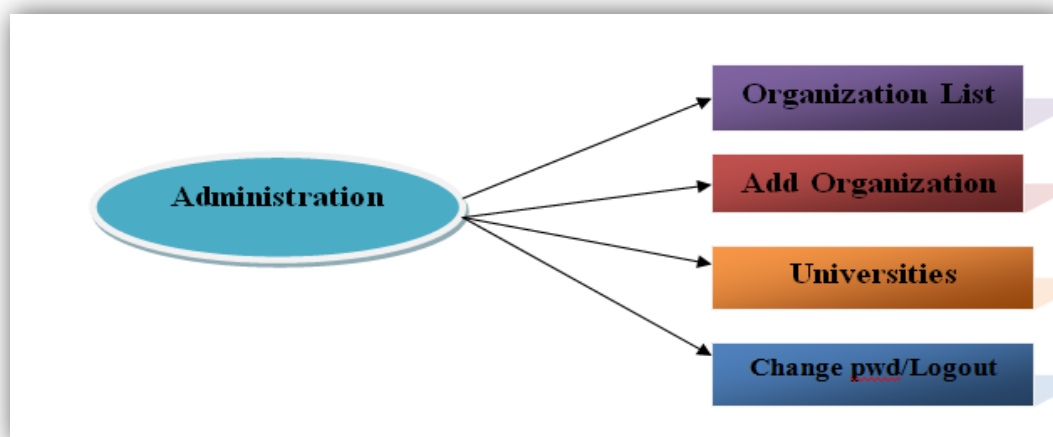 Organization List
Administration
Add Organization
Universities
Change pwd/Logout